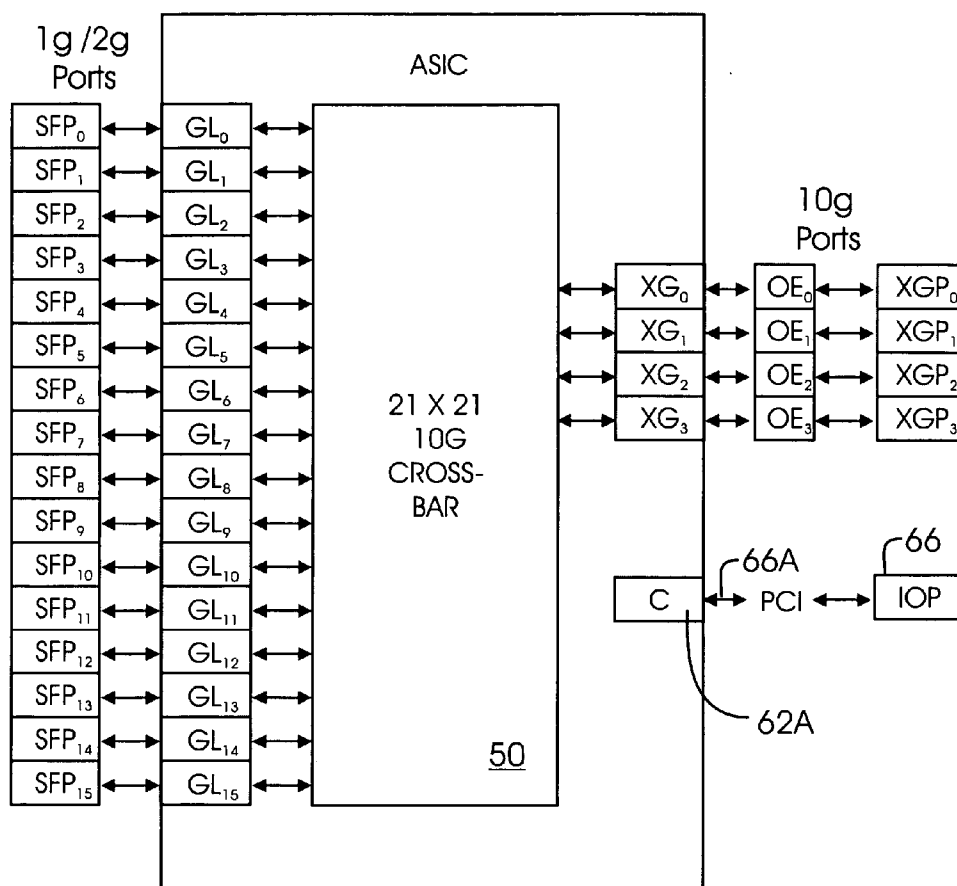 1g /2g
Ports
ASIC
SFP₀ GL₀
SFP₁ GL₁
SFP₂ GL₂
SFP₃ GL₃
SFP₄ GL₄
SFP₅ GL₅
SFP₆ GL₆
SFP₇ GL₇
SFP₈ GL₈
SFP₉ GL₉
SFP₁₀ GL₁₀
SFP₁₁ GL₁₁
SFP₁₂ GL₁₂
SFP₁₃ GL₁₃
SFP₁₄ GL₁₄
SFP₁₅ GL₁₅
21 X 21
10G
CROSS-
BAR
50
10g
Ports
XG₀ OE₀ XGP₀
XG₁ OE₁ XGP₁
XG₂ OE₂ XGP₂
XG₃ OE₃ XGP₃
66A
66
C PCI IOP
62A